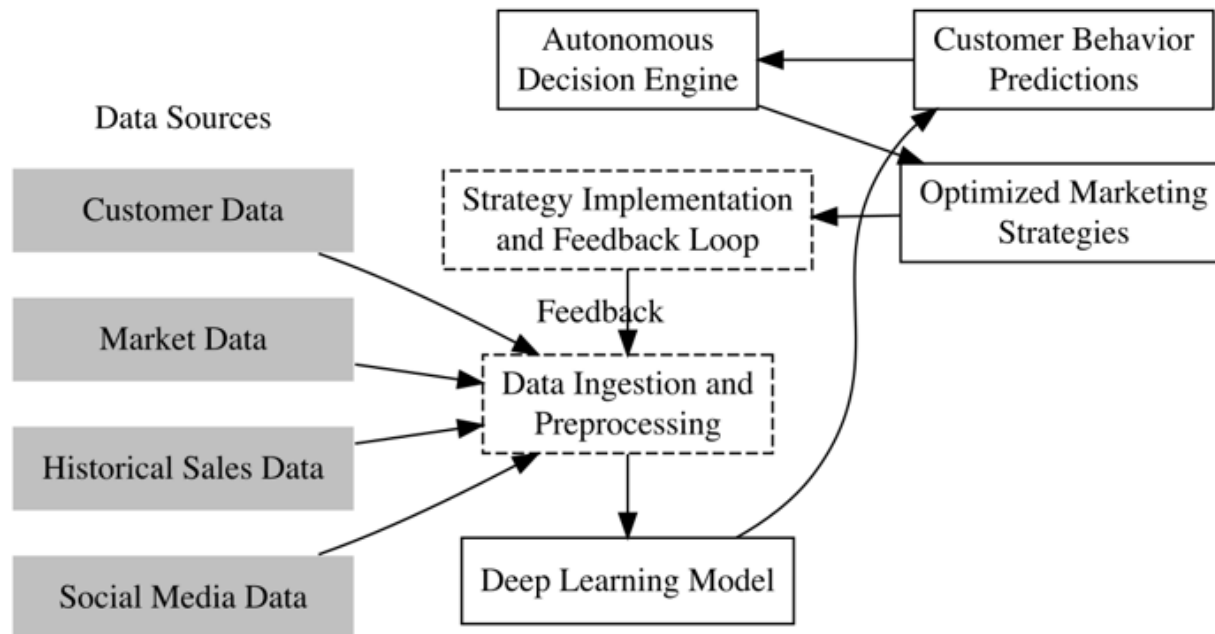 Autonomous
Decision Engine
Customer Behavior
Predictions
Data Sources
Customer Data
Strategy Implementation
and Feedback Loop
Optimized Marketing
Strategies
Market Data
Feedback
Data Ingestion and
Preprocessing
Historical Sales Data
Social Media Data
Deep Learning Model